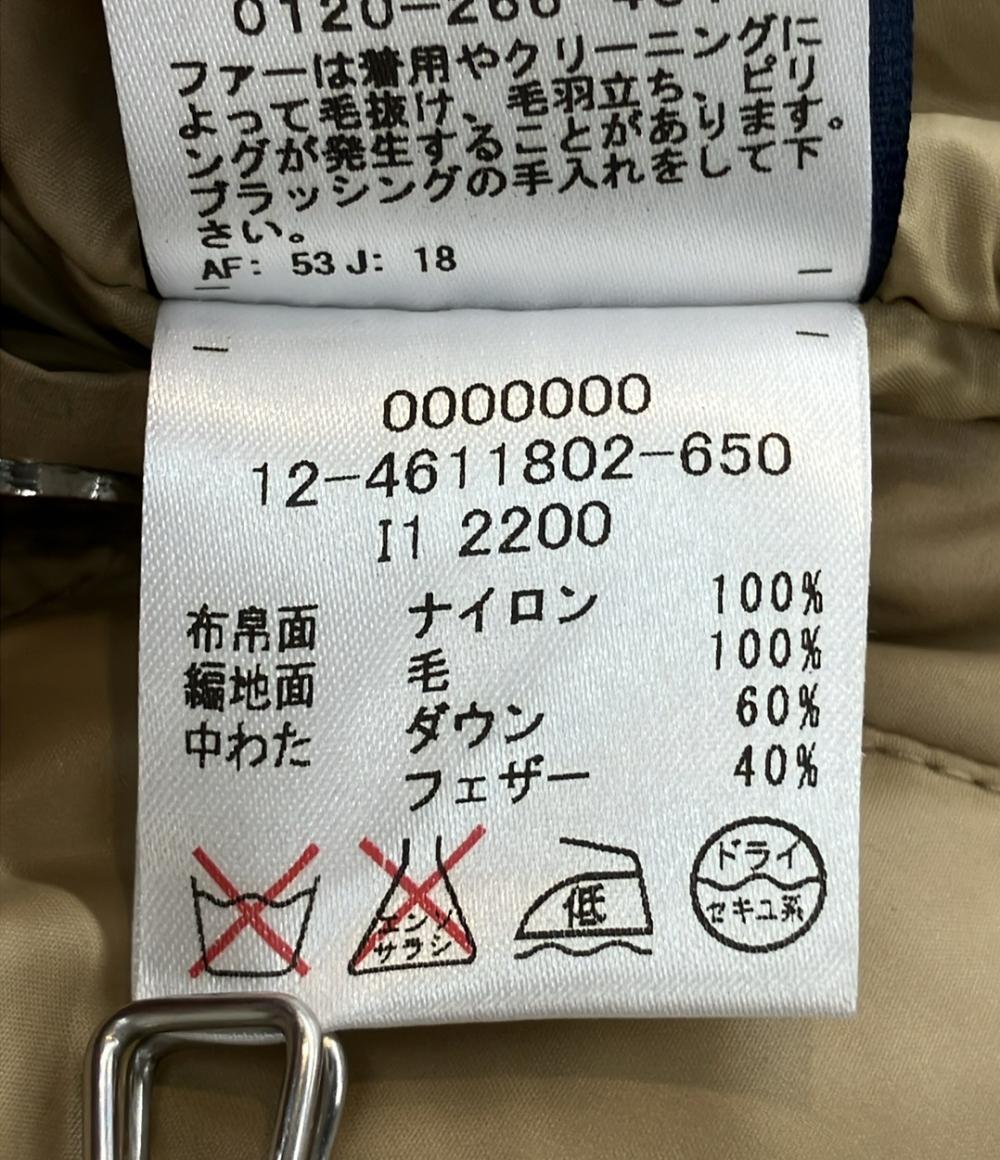 0120-266-
ファーは着用やクリーニングに
よって毛抜け、毛羽立ち、ピリ
ングが発生することがあります。
ブラッシングの手入れをして下
さい。
AF: 53 J: 18
0000000
12-4611802-650
I1 2200
布帛面 ナイロン 100%
編地面 毛 100%
中わた ダウン 60%
フェザー 40%
エンソ
サラシ
低
ドライ
セキユ系